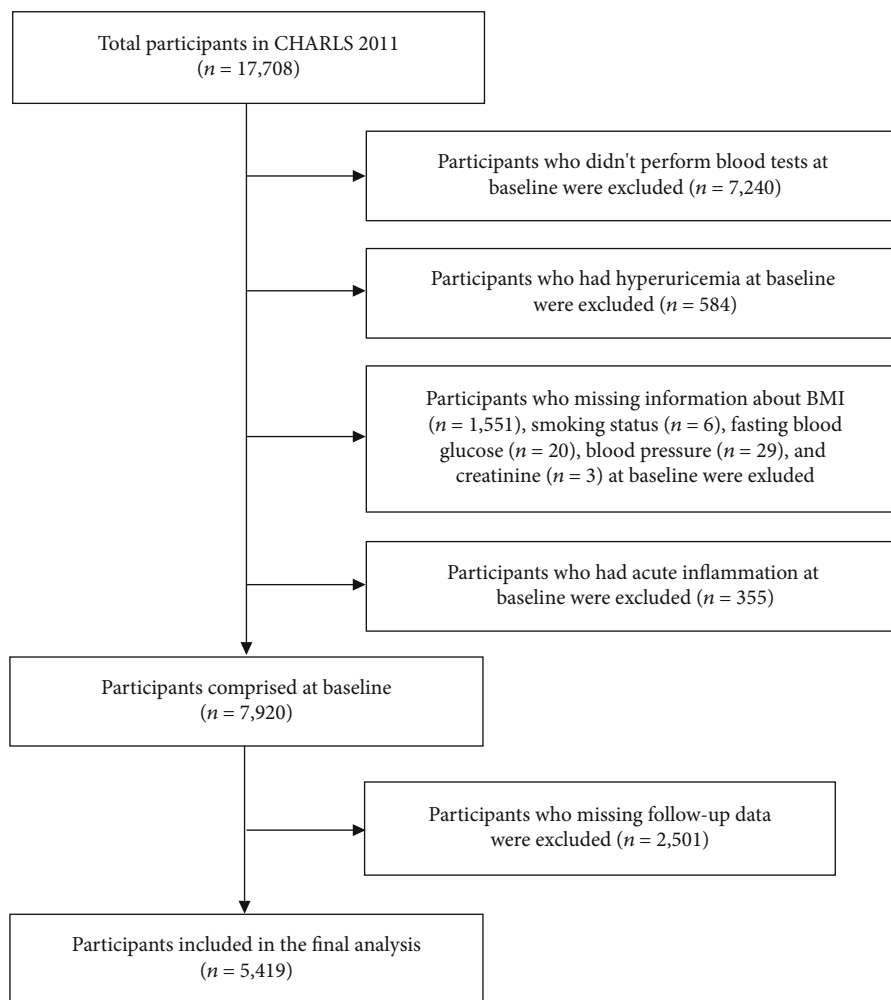 Total participants in CHARLS 2011
(n = 17,708)
Participants who didn't perform blood tests at
baseline were excluded (n = 7,240)
Participants who had hyperuricemia at baseline
were excluded (n = 584)
Participants who missing information about BMI
(n = 1,551), smoking status (n = 6), fasting blood
glucose (n = 20), blood pressure (n = 29), and
creatinine (n = 3) at baseline were exluded
Participants who had acute inflammation at
baseline were excluded (n = 355)
Participants comprised at baseline
(n = 7,920)
Participants who missing follow-up data
were excluded (n = 2,501)
Participants included in the final analysis
(n = 5,419)